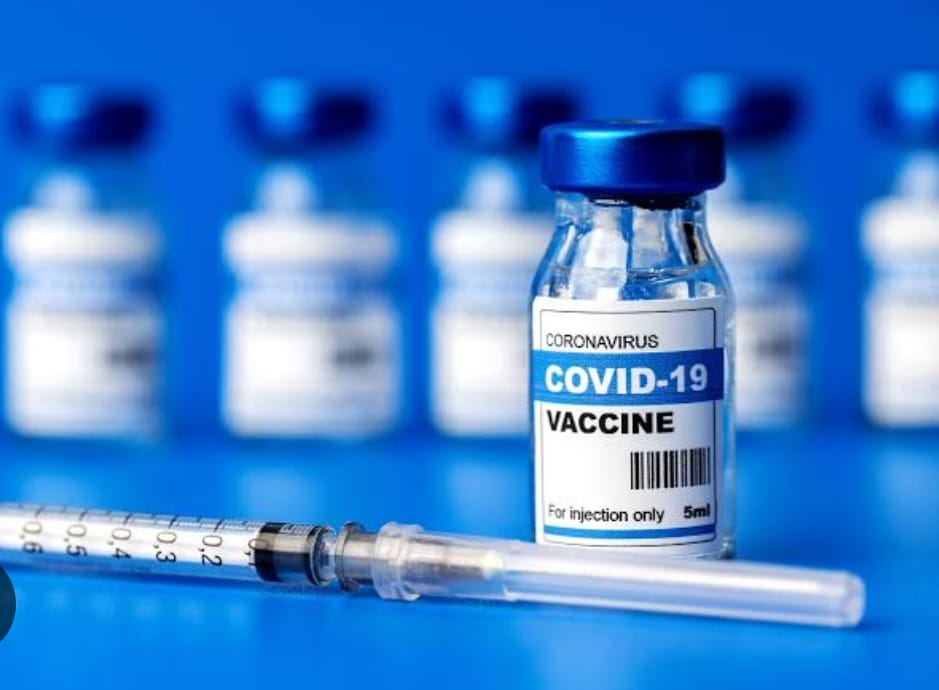 CORONAVIRUS
COVID-19
VACCINE
For injection only 5ml
0,6 0,5 0,4 0,3 0,2